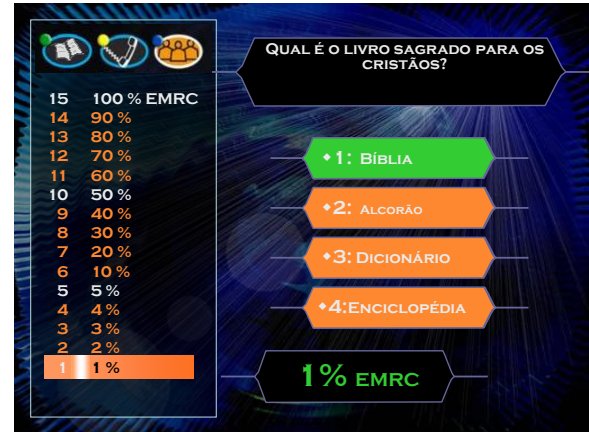 Qual é o livro sagrado para os
cristãos?
15 100 % EMRC
14 90 %
13 80 %
12 70 %
11 60 %
10 50 %
9 40 %
8 30 %
7 20 %
6 10 %
5 5 %
4 4 %
3 3 %
2 2 %
1 1 %
1: Bíblia
2: Alcorão
3: Dicionário
4:Enciclopédia
1% EMRC